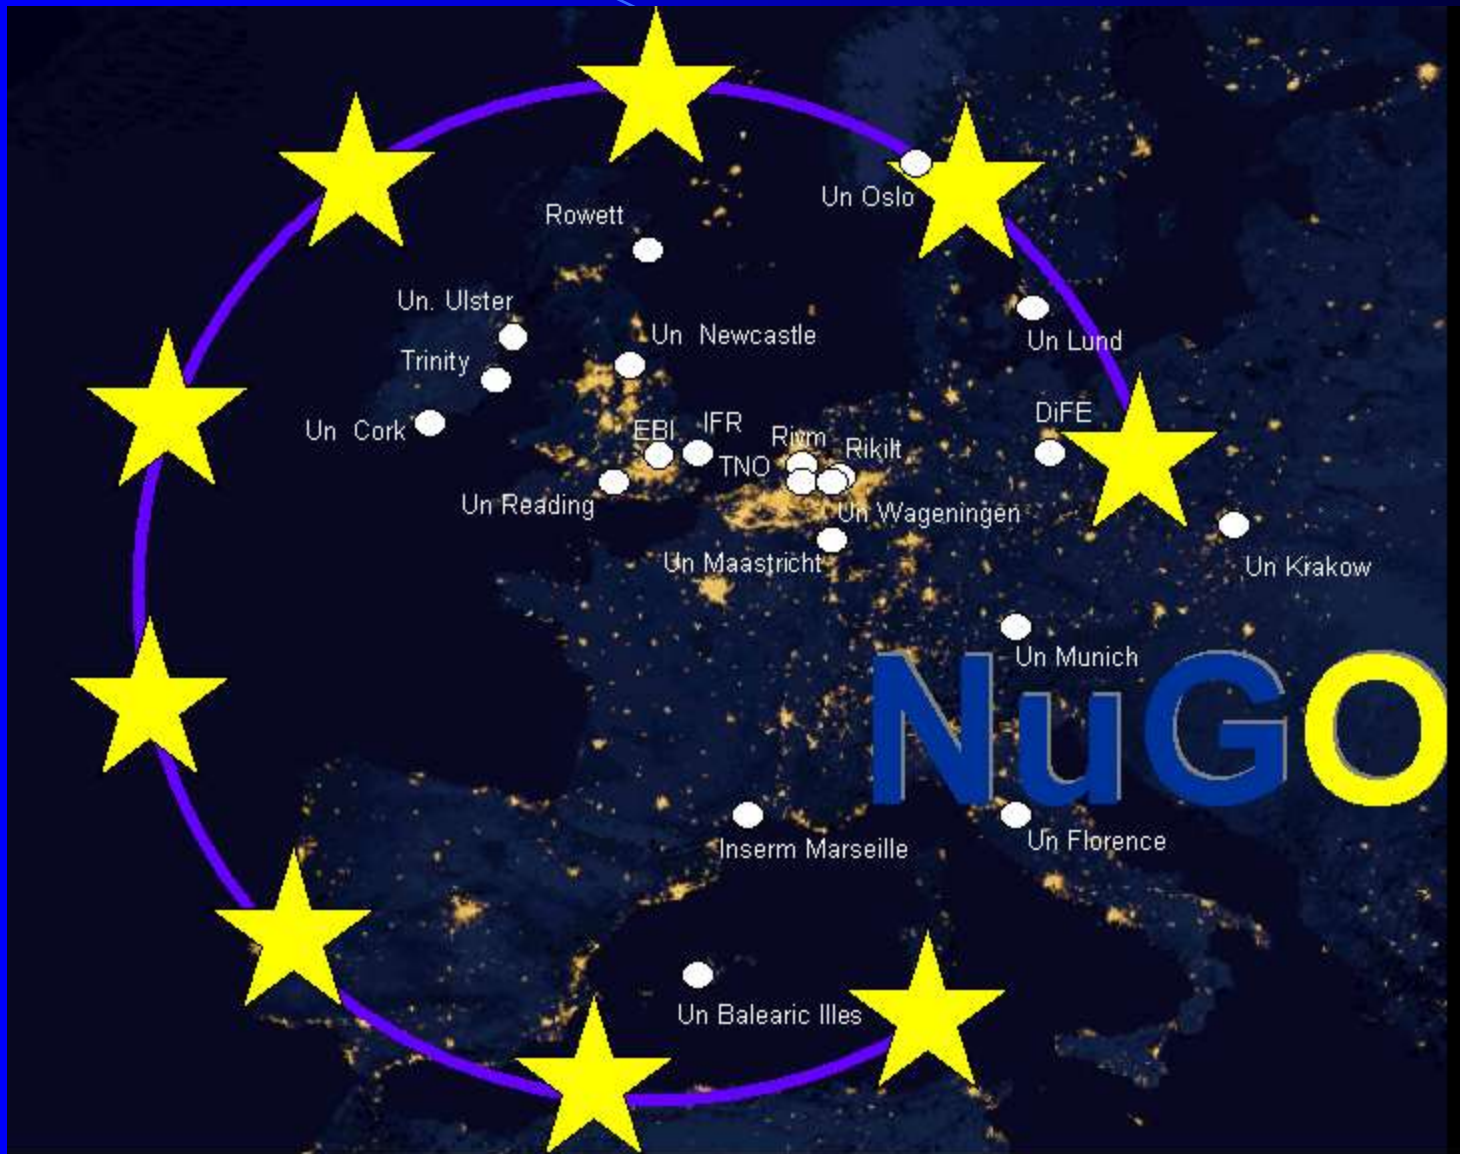 Un Oslo
Rowett
Un. Ulster
Un Newcastle
Un Lund
Trinity
DiFE
IFR
EBI
Un Cork
Rivm
Rikilt
TNO
Un Reading
Un Wageningen
Un Maastricht
Un Krakow
Un Munich
NuGO
Un Florence
Inserm Marseille
Un Balearic Illes